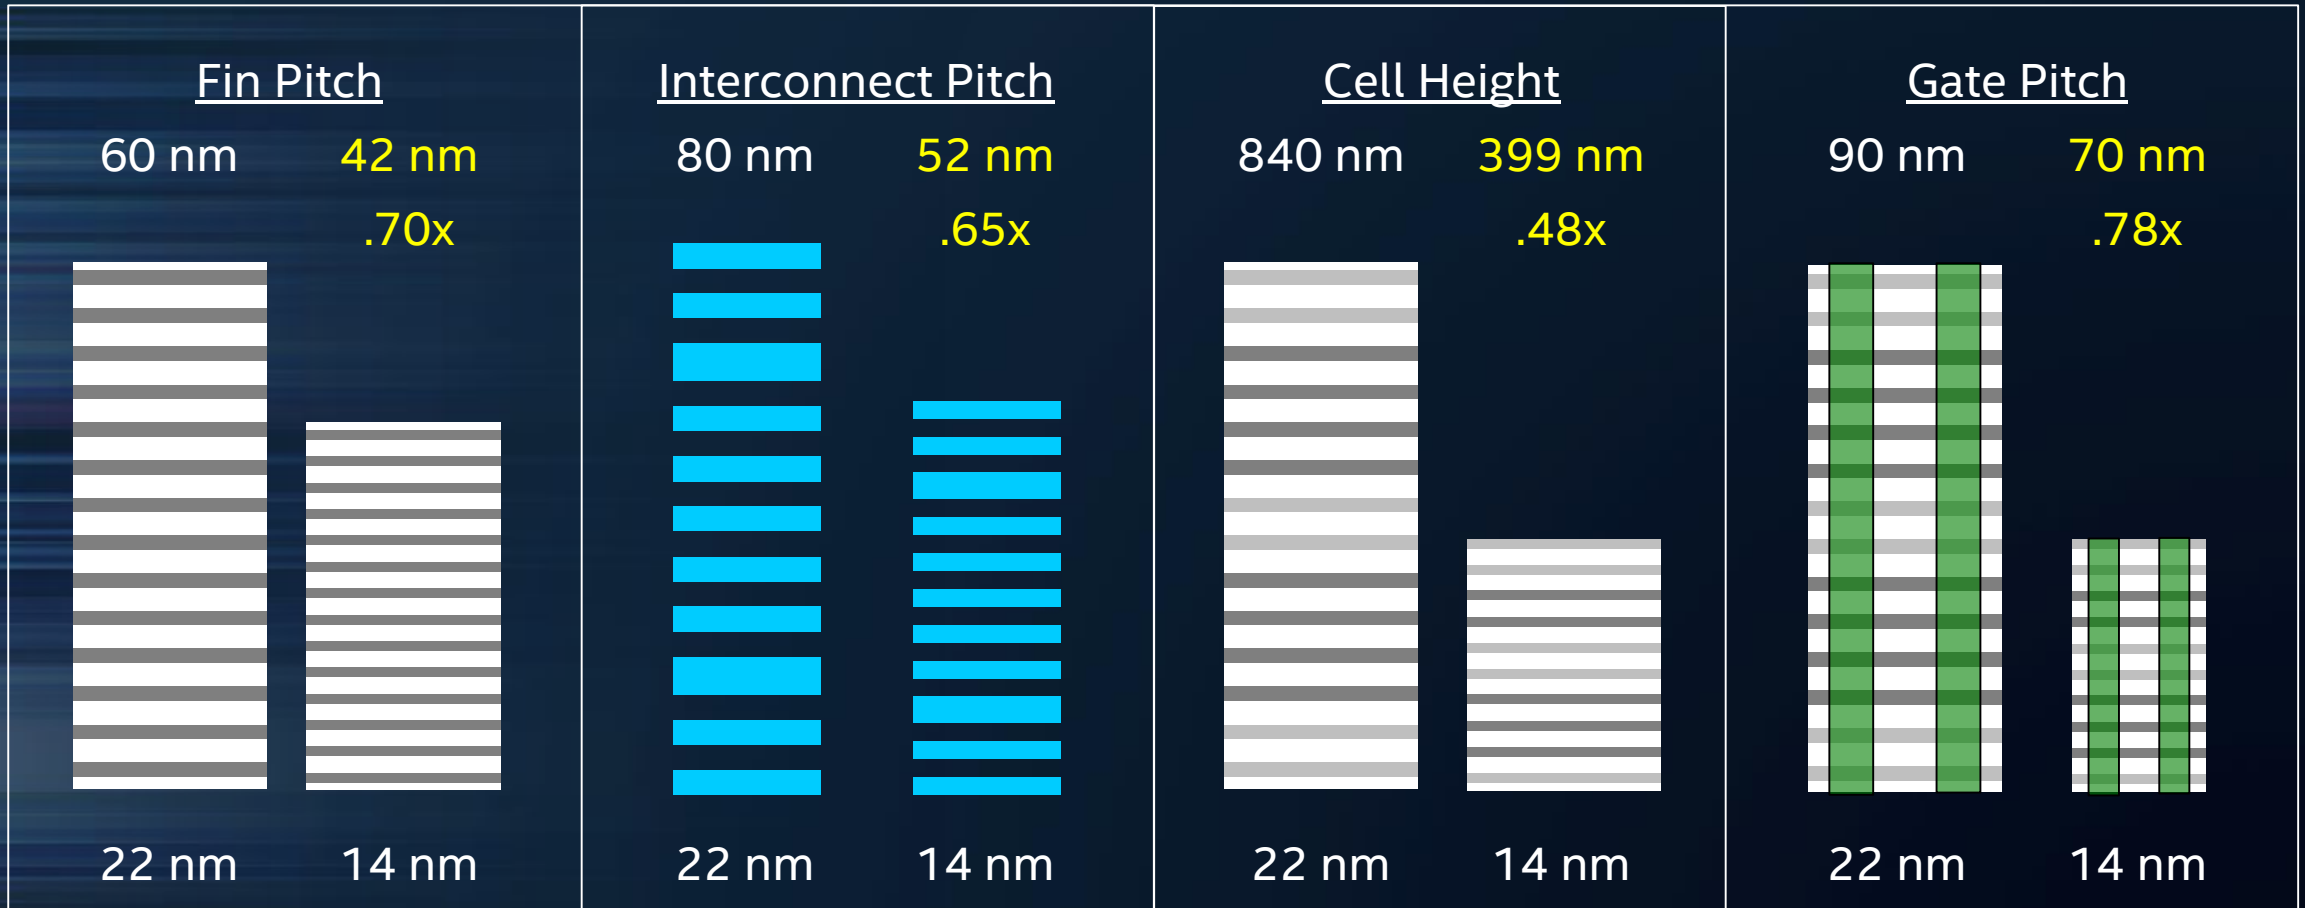 Fin Pitch
60 nm 42 nm
.70x
22 nm 14 nm
Interconnect Pitch
80 nm 52 nm
.65x
22 nm 14 nm
Cell Height
840 nm 399 nm
.48x
22 nm 14 nm
Gate Pitch
90 nm 70 nm
.78x
22 nm 14 nm